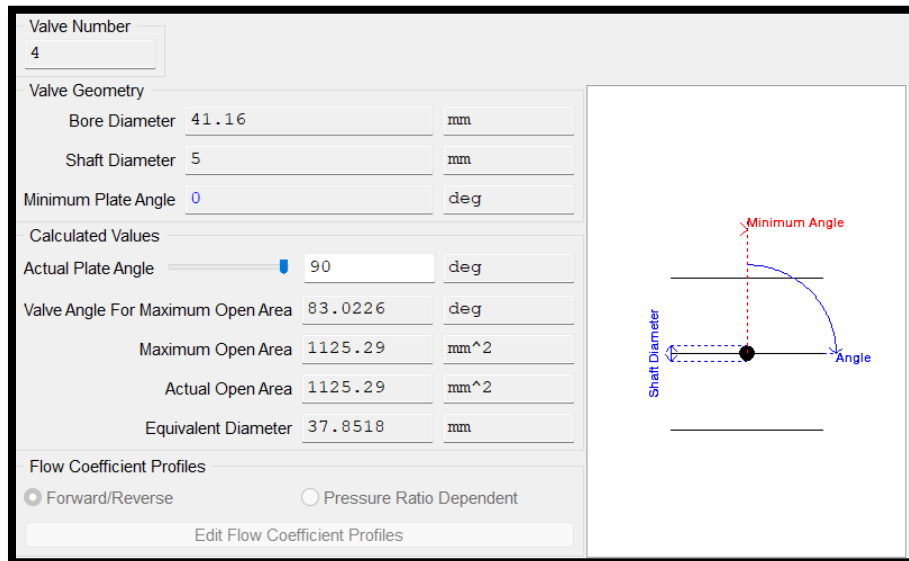 Valve Number
4
Valve Geometry
Bore Diameter 41.16 mm
Shaft Diameter 5 mm
Minimum Plate Angle 0 deg
Calculated Values
Actual Plate Angle 90 deg
Valve Angle For Maximum Open Area 83.0226 deg
Maximum Open Area 1125.29 mm^2
Actual Open Area 1125.29 mm^2
Equivalent Diameter 37.8518 mm
Flow Coefficient Profiles
Forward/Reverse Pressure Ratio Dependent
Edit Flow Coefficient Profiles
Minimum Angle
Shaft Diameter
Angle